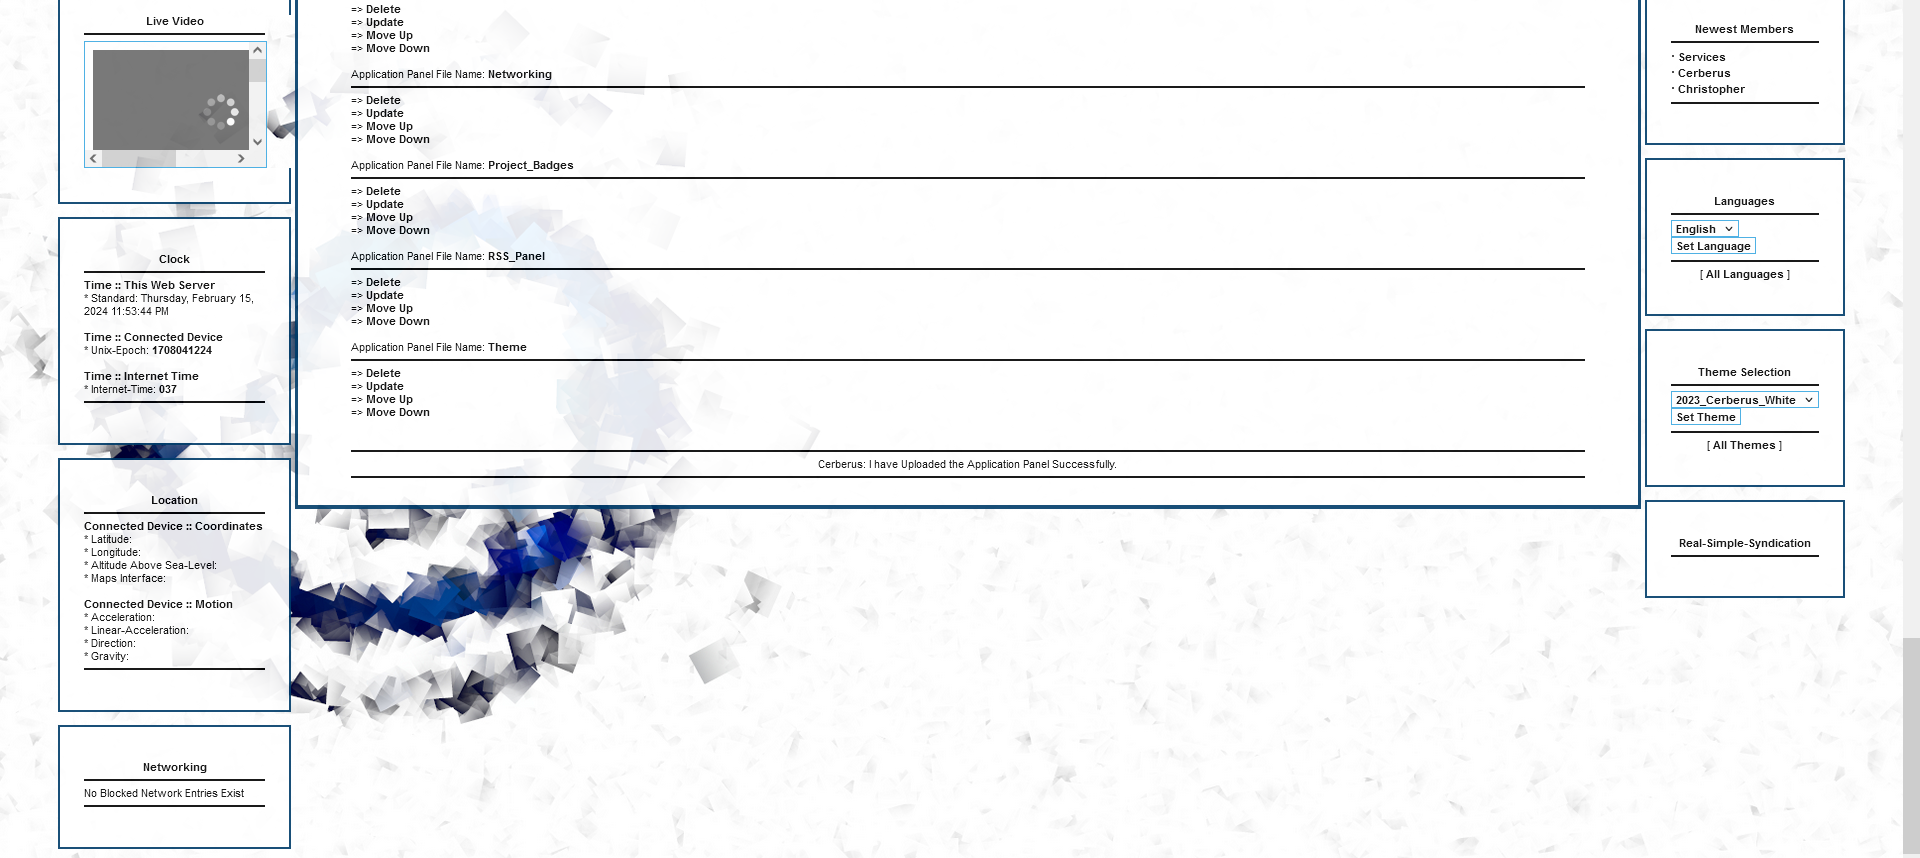 Live Video
Clock
Time :: This Web Server
* Standard: Thursday, February 15,
2024 11:53:44 PM
Time :: Connected Device
* Unix-Epoch: 1708041224
Time :: Internet Time
* Internet-Time: 037
Location
Connected Device :: Coordinates
* Latitude:
* Longitude:
* Altitude Above Sea-Level:
* Maps Interface:
Connected Device :: Motion
* Acceleration:
* Linear-Acceleration:
* Direction:
* Gravity:
Networking
No Blocked Network Entries Exist
=> Delete
=> Update
=> Move Up
=> Move Down
Application Panel File Name: Networking
=> Delete
=> Update
=> Move Up
=> Move Down
Application Panel File Name: Project_Badges
=> Delete
=> Update
=> Move Up
=> Move Down
Application Panel File Name: RSS_Panel
=> Delete
=> Update
=> Move Up
=> Move Down
Application Panel File Name: Theme
=> Delete
=> Update
=> Move Up
=> Move Down
Cerberus: I have Uploaded the Application Panel Successfully.
Newest Members
· Services
· Cerberus
· Christopher
Languages
English
Set Language
[ All Languages ]
Theme Selection
2023_Cerberus_White
Set Theme
[ All Themes ]
Real-Simple-Syndication